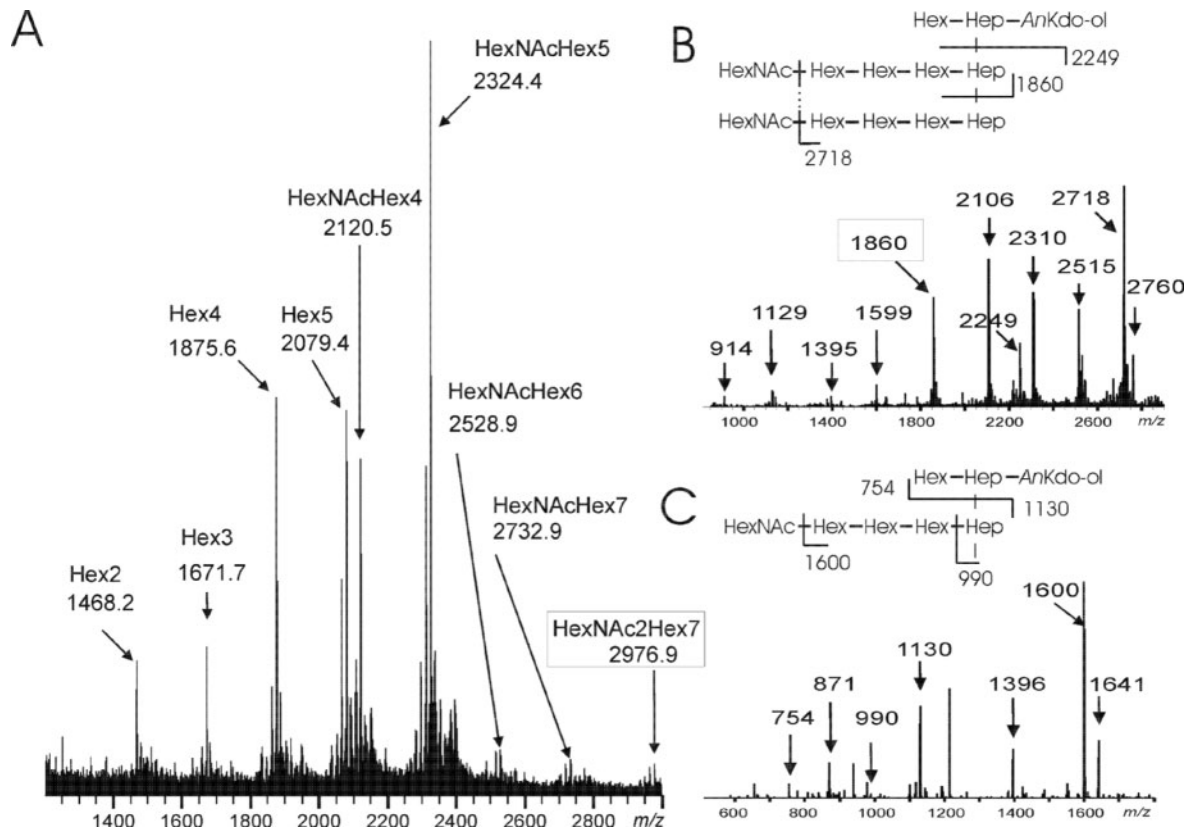 A
HexNAcHex5
2324.4
HexNAcHex4
2120.5
Hex4
1875.6
Hex5
2079.4
HexNAcHex6
2528.9
HexNAcHex7
2732.9
Hex3
1671.7
Hex2
1468.2
HexNAc2Hex7
2976.9
1400 1600 1800 2000 2200 2400 2600 2800 m/z
B
Hex–Hep–AnKdo-ol
2249
HexNAc–Hex–Hex–Hex–Hep
1860
HexNAc–Hex–Hex–Hex–Hep
2718
2106
2718
1860
2310
2515
2760
1129
1599
2249
914
1395
1000 1400 1800 2200 2600 m/z
C
754
Hex–Hep–AnKdo-ol
1130
HexNAc–Hex–Hex–Hex–Hep
1600
990
1600
1130
871
1396
1641
754
990
600 800 1000 1200 1400 1600 m/z